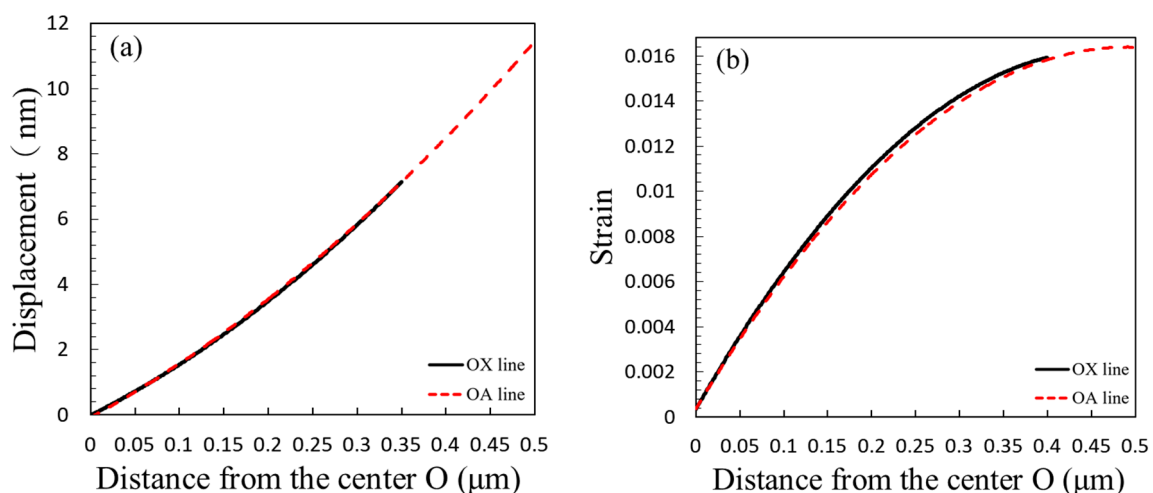 (a)
Displacement ( nm)
12
10
8
6
4
2
0
0 0.05 0.1 0.15 0.2 0.25 0.3 0.35 0.4 0.45 0.5
Distance from the center O (μm)
OX line
OA line
(b)
Strain
0.016
0.014
0.012
0.01
0.008
0.006
0.004
0.002
0
0 0.05 0.1 0.15 0.2 0.25 0.3 0.35 0.4 0.45 0.5
Distance from the center O (μm)
OX line
OA line